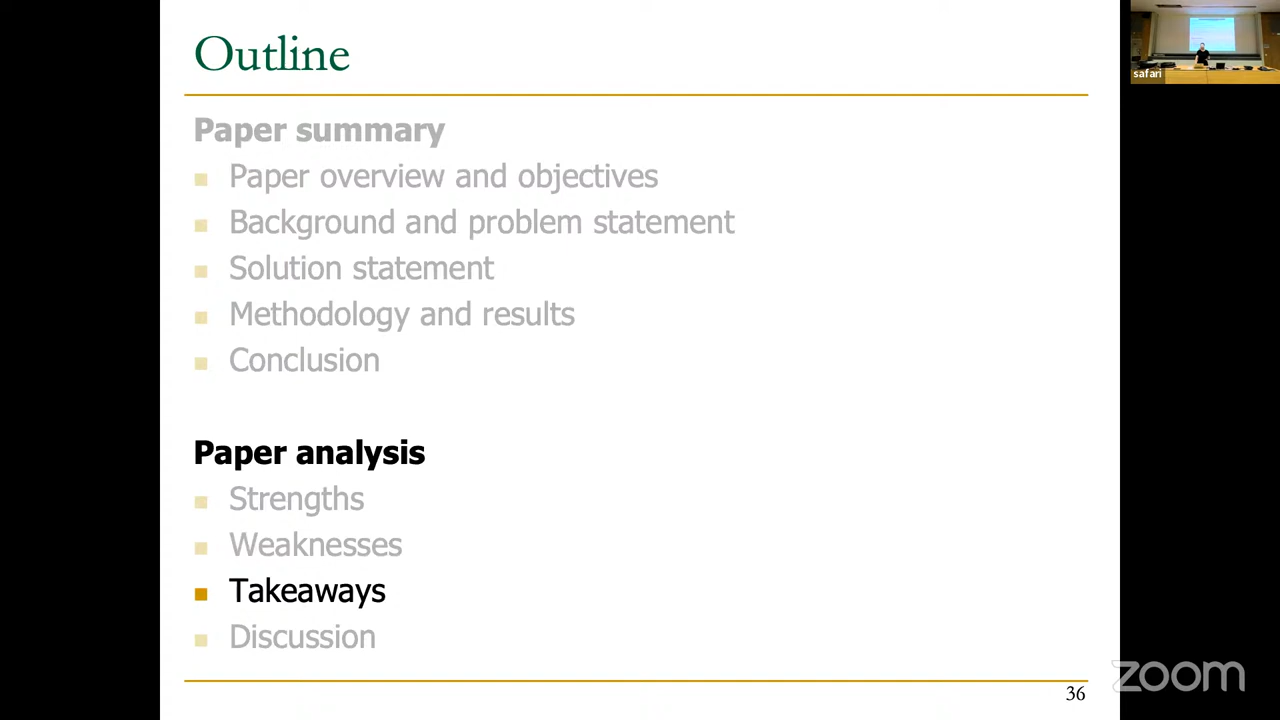 Outline
Paper summary
Paper overview and objectives
Background and problem statement
Solution statement
Methodology and results
Conclusion
Paper analysis
Strengths
Weaknesses
Takeaways
Discussion
36
safari
zoom